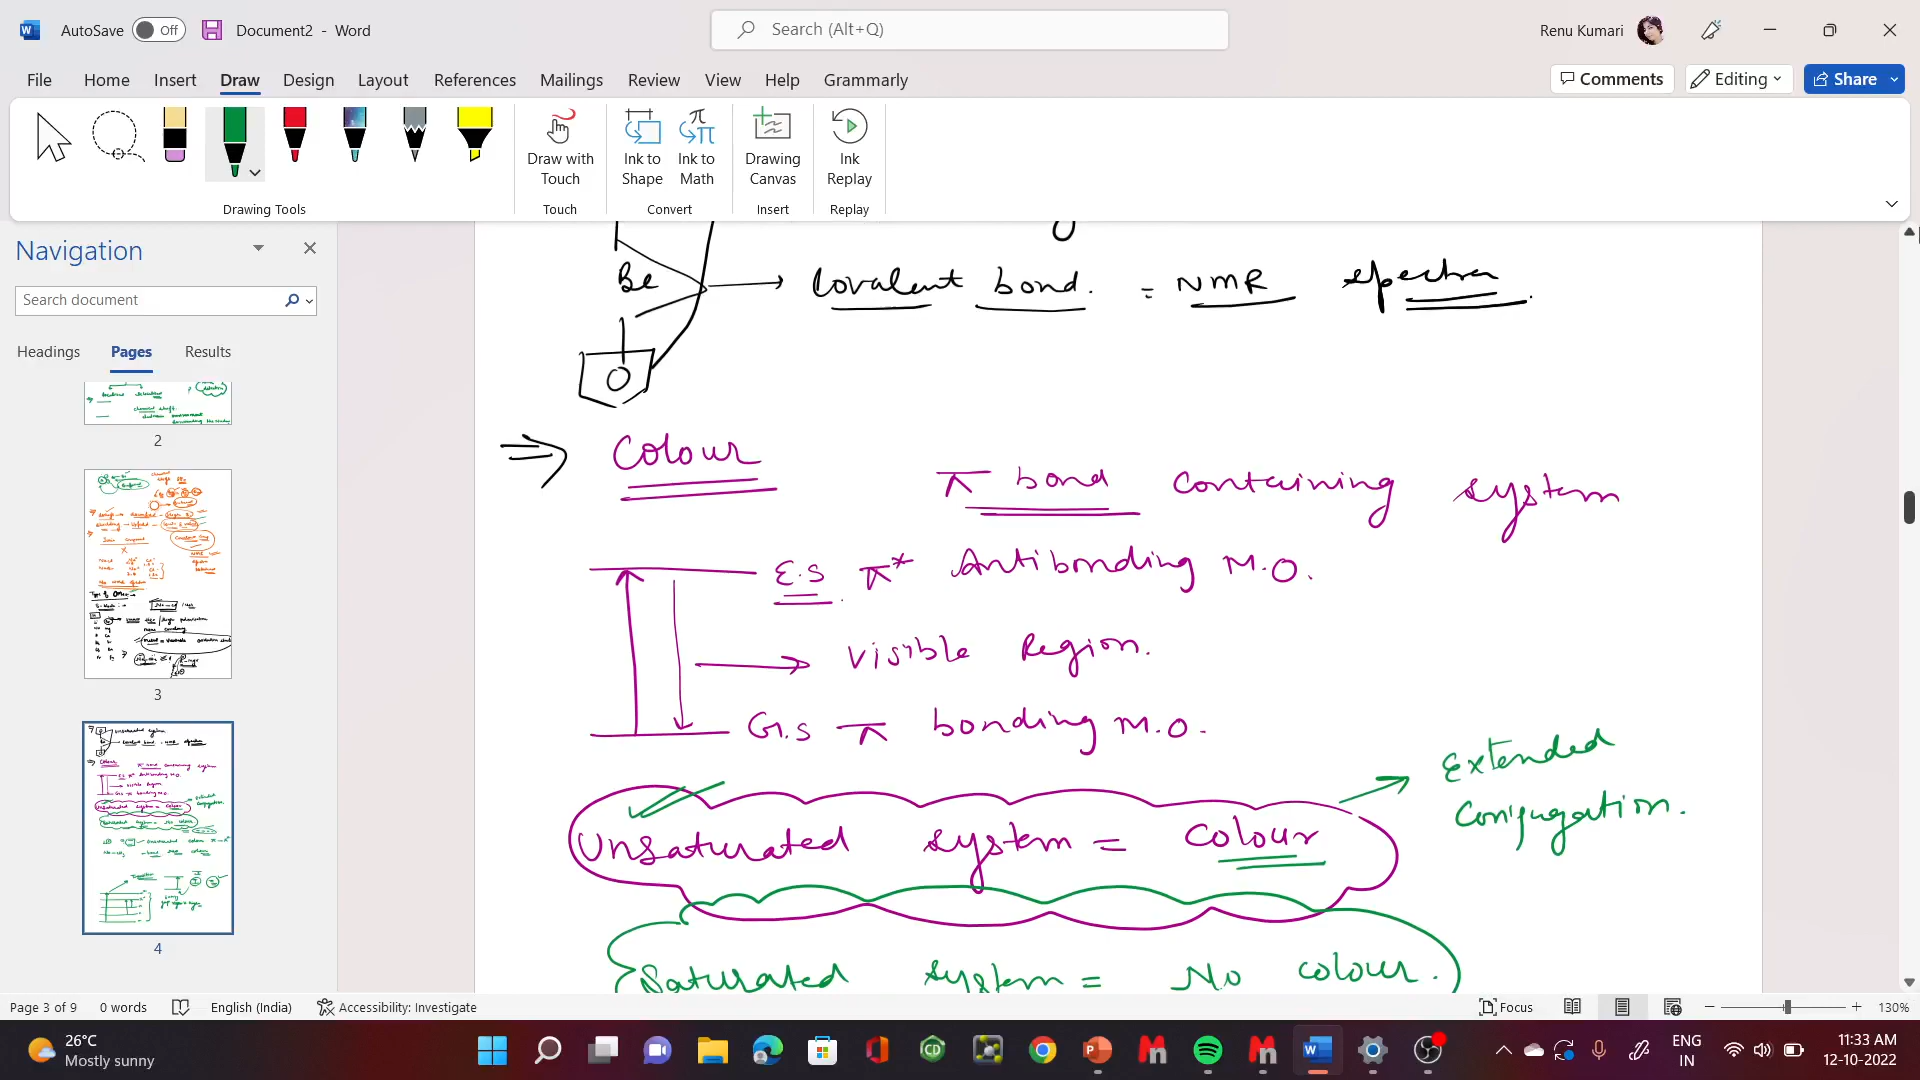 AutoSave Off Document2 - Word Search (Alt+Q) Renu Kumari
File Home Insert Draw Design Layout References Mailings Review View Help Grammarly Comments Editing Share
Draw with Touch
Ink to Shape
Ink to Math
Drawing Canvas
Ink Replay
Drawing Tools Touch Convert Insert Replay
Navigation
Search document
Headings Pages Results
2
3
4
Be → Covalent bond. = NMR spectra.
⇒ Colour
π bond containing system
E.S π* Antibonding M.O.
→ Visible Region.
G.S π bonding M.O.
Extended
Conjugation.
Unsaturated system = Colour
Saturated system = No colour.
Page 3 of 9 0 words English (India) Accessibility: Investigate Focus 130%
26°C
Mostly sunny
ENG
IN
11:33 AM
12-10-2022